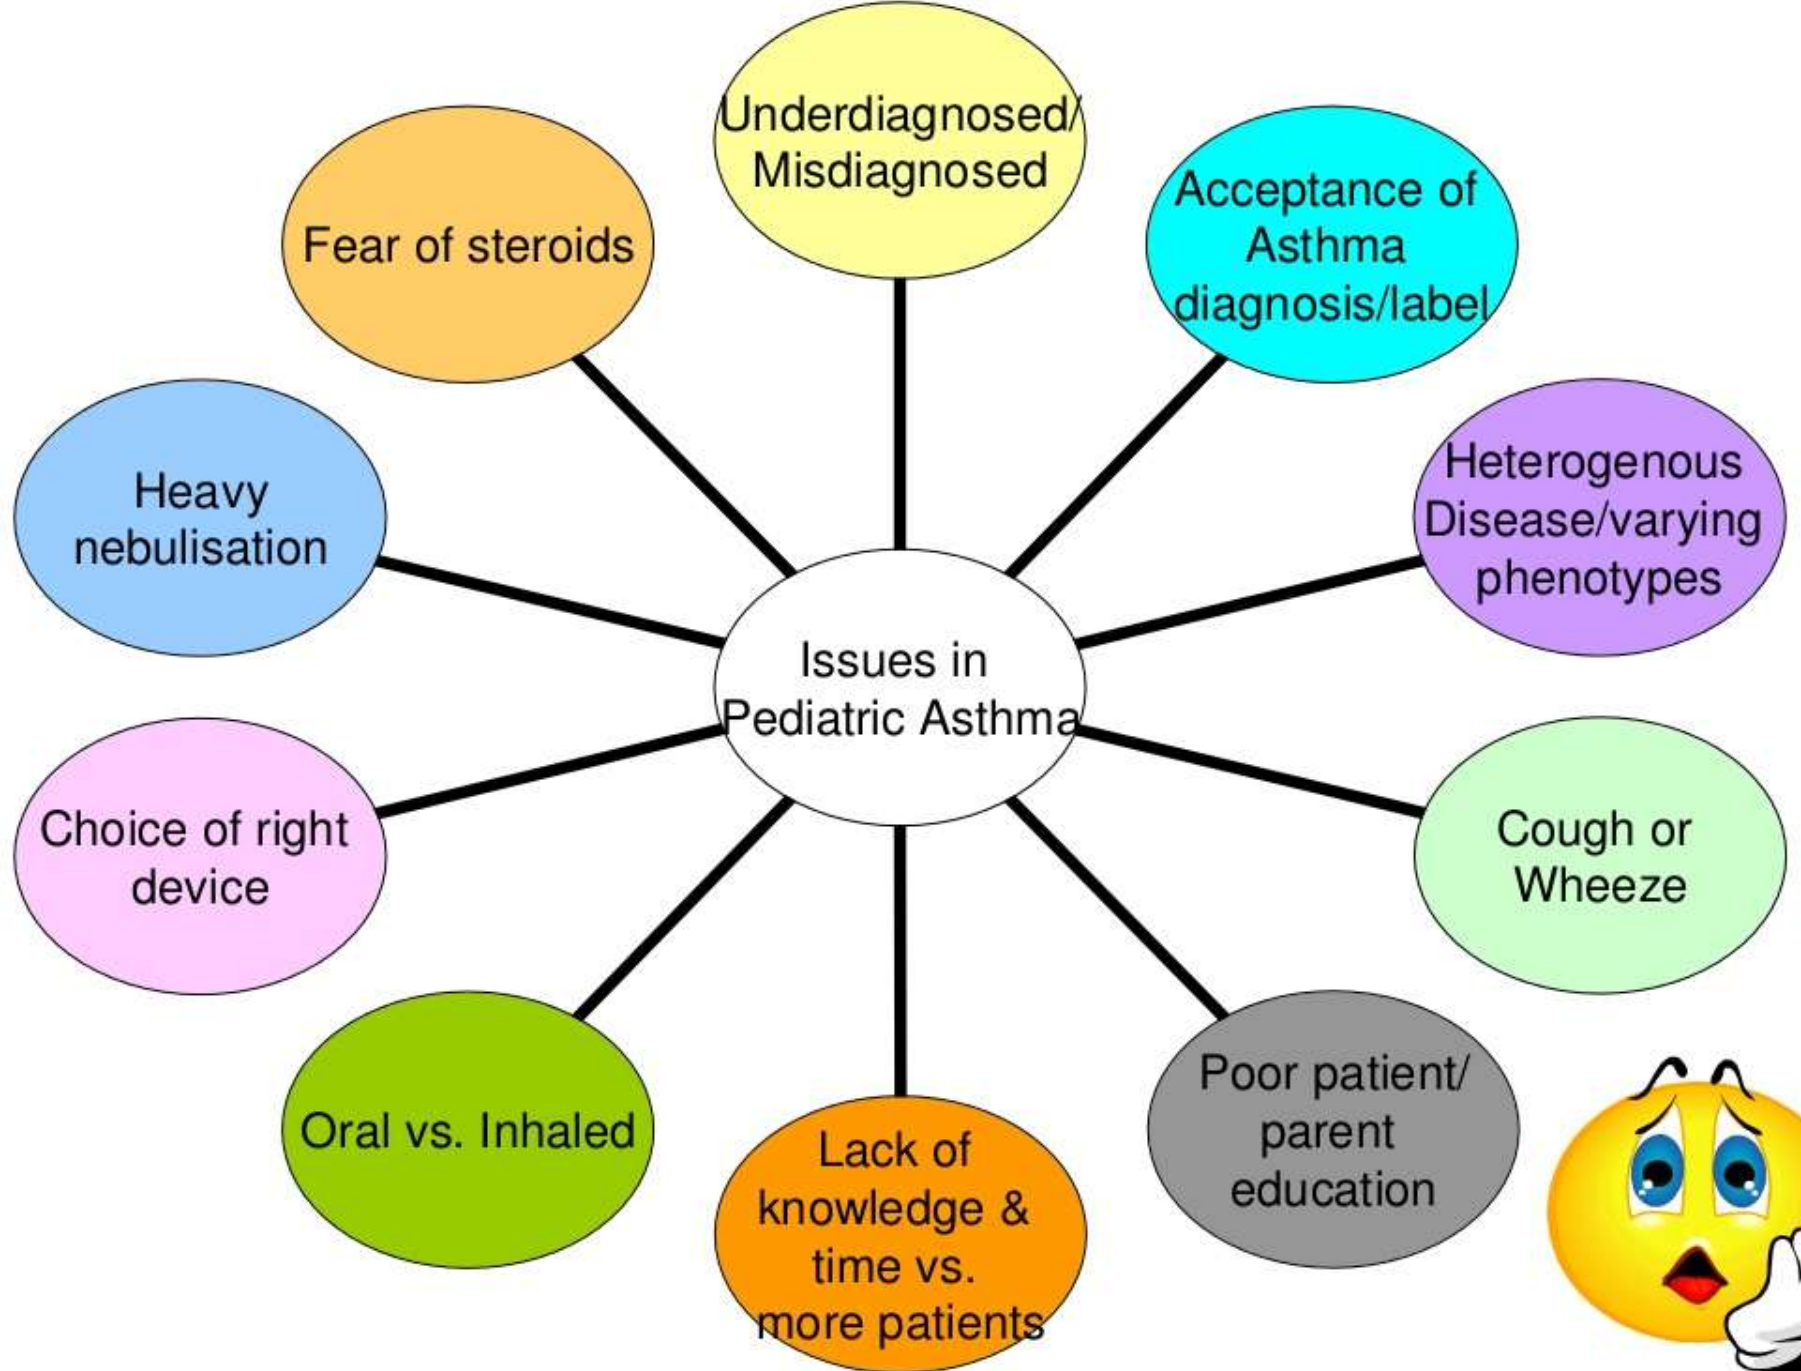 Underdiagnosed/
Misdiagnosed
Acceptance of
Asthma
diagnosis/label
Heterogenous
Disease/varying
phenotypes
Cough or
Wheeze
Poor patient/
parent
education
Lack of
knowledge &
time vs.
more patients
Oral vs. Inhaled
Choice of right
device
Heavy
nebulisation
Fear of steroids
Issues in
Pediatric Asthma